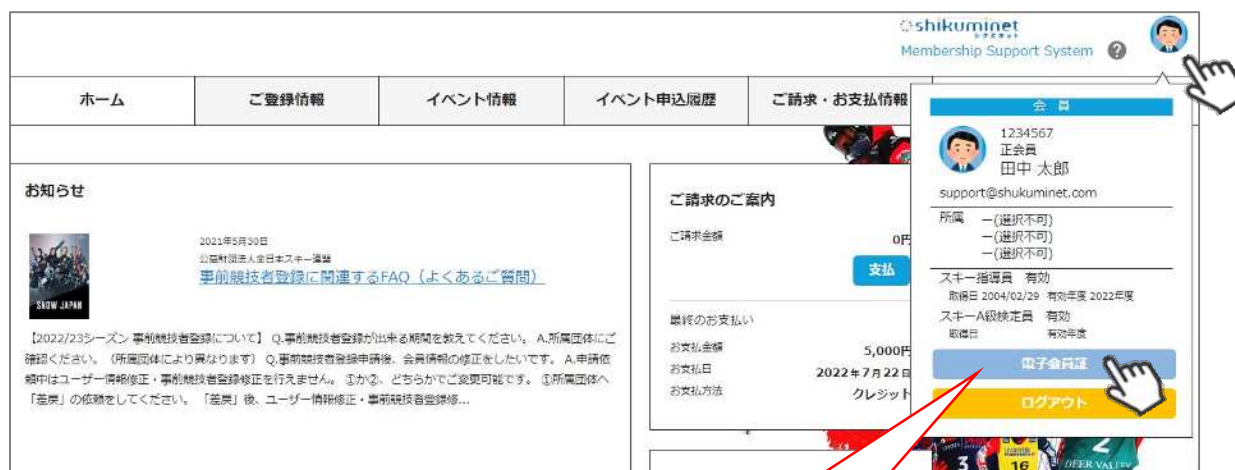 shikuminet
シクミネット
Membership Support System ?
ホーム
ご登録情報
イベント情報
イベント申込履歴
ご請求・お支払情報
会員
1234567
正会員
田中 太郎
support@shukuminet.com
所属 ー(選択不可)
ー(選択不可)
ー(選択不可)
スキー指導員 有効
取得日 2004/02/29 有効年度 2022年度
スキーA級検定員 有効
取得日 有効年度
電子会員証
ログアウト
お知らせ
SNOW JAPAN
2021年5月30日
公益財団法人全日本スキー連盟
事前競技者登録に関連するFAQ（よくあるご質問）
【2022/23シーズン 事前競技者登録について】 Q.事前競技者登録が出来る期間を教えてください。 A.所属団体にご
確認ください。（所属団体により異なります） Q.事前競技者登録申請後、会員情報の修正をしたいです。 A.申請依
頼中はユーザー情報修正・事前競技者登録修正を行えません。 ①か②、どちらかでご変更可能です。 ①所属団体へ
「差戻」の依頼をしてください。 「差戻」後、ユーザー情報修正・事前競技者登録修...
ご請求のご案内
ご請求金額 0円
支払
最終のお支払い
お支払金額 5,000円
お支払日 2022年7月22日
お支払方法 クレジット
3
16
2
DEER VALLEY